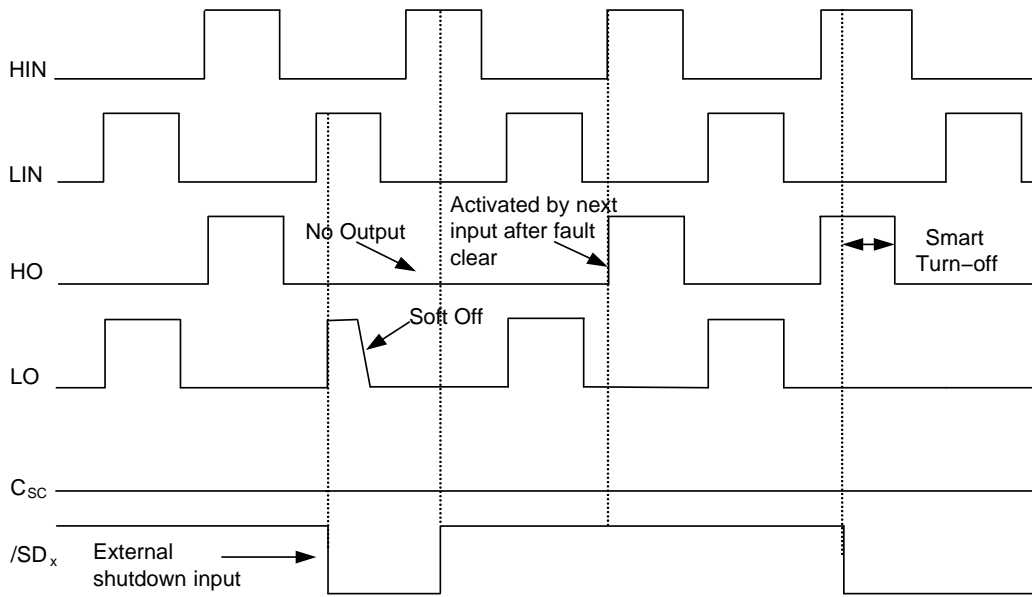 HIN
LIN
No Output
Activated by next
input after fault
clear
Smart
Turn−off
HO
Soft Off
LO
CSC
/SDx
External
shutdown input